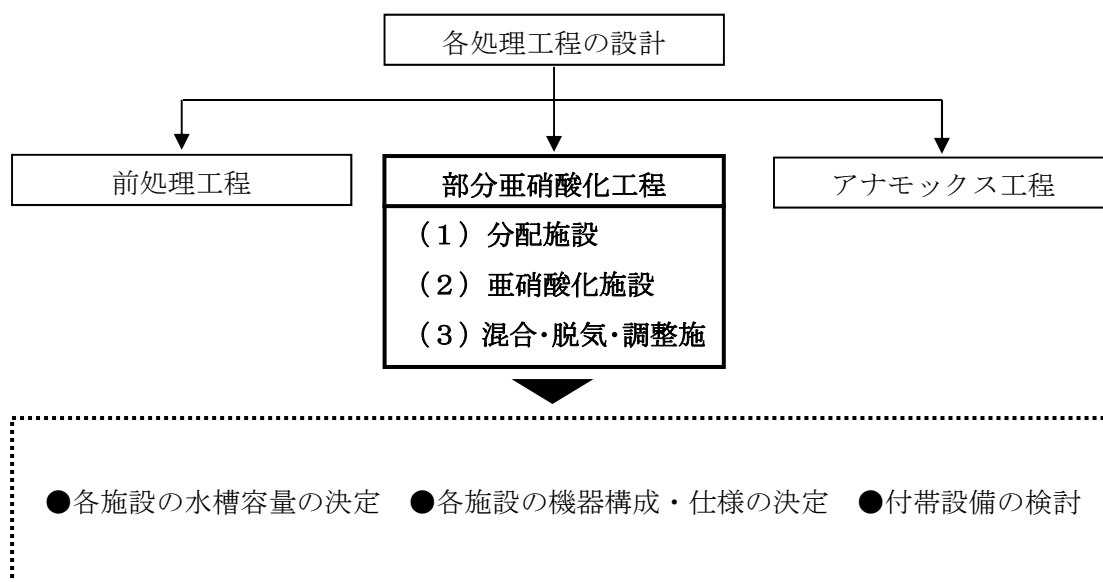 各処理工程の設計
前処理工程
部分亜硝酸化工程
アナモックス工程
（１）分配施設
（２）亜硝酸化施設
（３）混合・脱気・調整施
●各施設の水槽容量の決定　●各施設の機器構成・仕様の決定　●付帯設備の検討